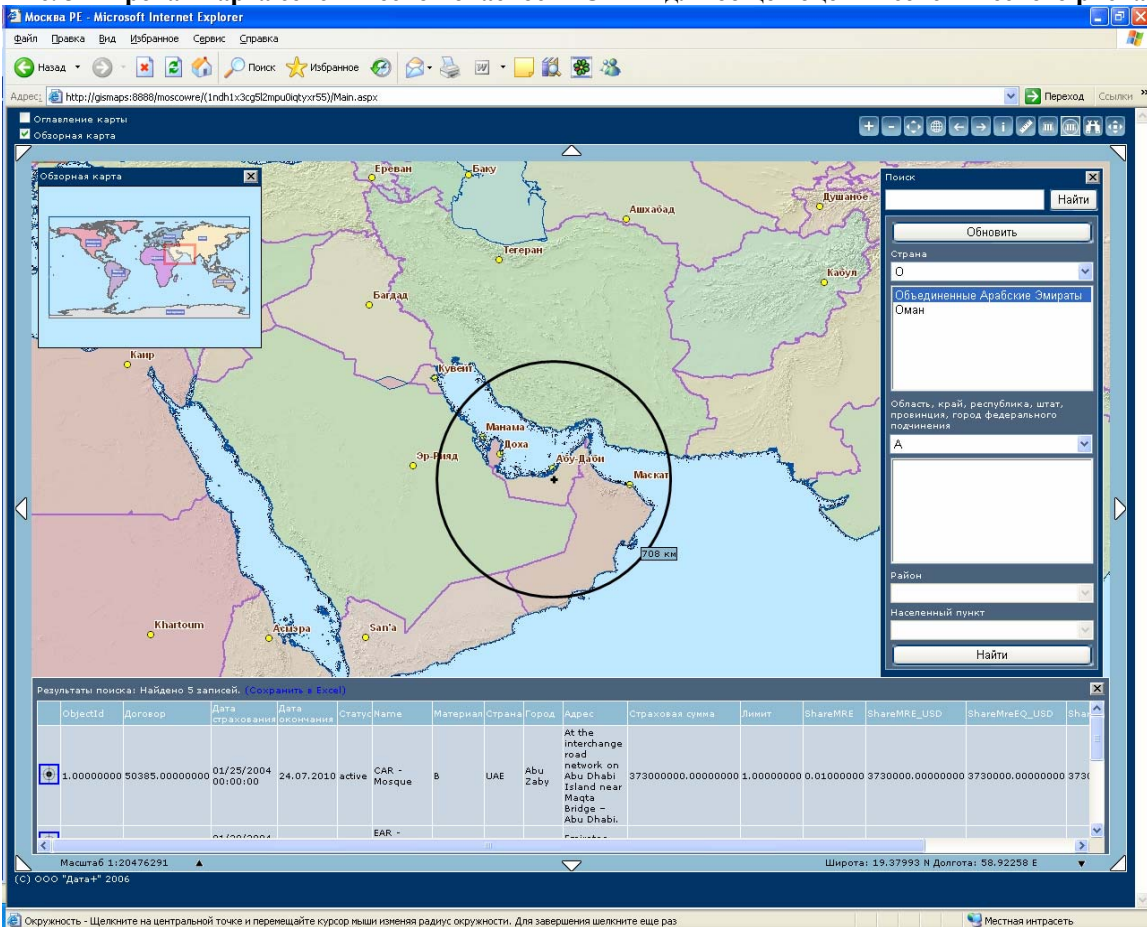 Москва РЕ - Microsoft Internet Explorer
Файл Правка Вид Избранное Сервис Справка
Назад Поиск Избранное
Адрес: http://gismaps:8888/moscowre/(1ndh1x3cg5l2mpu0iqtyxr55)/Main.aspx Переход Ссылки
Оглавление карты
Обзорная карта
Обзорная карта
Ереван
Баку
Ашхабад
Душанбе
Тегеран
Кабул
Багдад
Каир
Кувейт
Манама
Доха
Эр-Рияд
Абу-Даби
Маскат
708 км
Khartoum
Асмэра
San'a
Поиск
Найти
Обновить
Страна
О
Объединенные Арабские Эмираты
Оман
Область, край, республика, штат,
провинция, город федерального
подчинения
А
Район
Населенный пункт
Найти
Результаты поиска: Найдено 5 записей. (Сохранить в Excel)
ObjectId Договор Дата страхования Дата окончания Статус Name Материал Страна Город Адрес Страховая сумма Лимит ShareMRE ShareMRE_USD ShareMreEQ_USD
1.00000000 50385.00000000 01/25/2004 00:00:00 24.07.2010 active CAR - Mosque B UAE Abu Zaby At the interchange road network on Abu Dhabi Island near Maqta Bridge – Abu Dhabi. 373000000.00000000 1.00000000 0.01000000 3730000.00000000 3730000.00000000
EAR -
Масштаб 1:20476291 Широта: 19.37993 N Долгота: 58.92258 E
(C) ООО "Дата+" 2006
Окружность - Щелкните на центральной точке и перемещайте курсор мыши изменяя радиус окружности. Для завершения шелкните еще раз Местная интрасеть